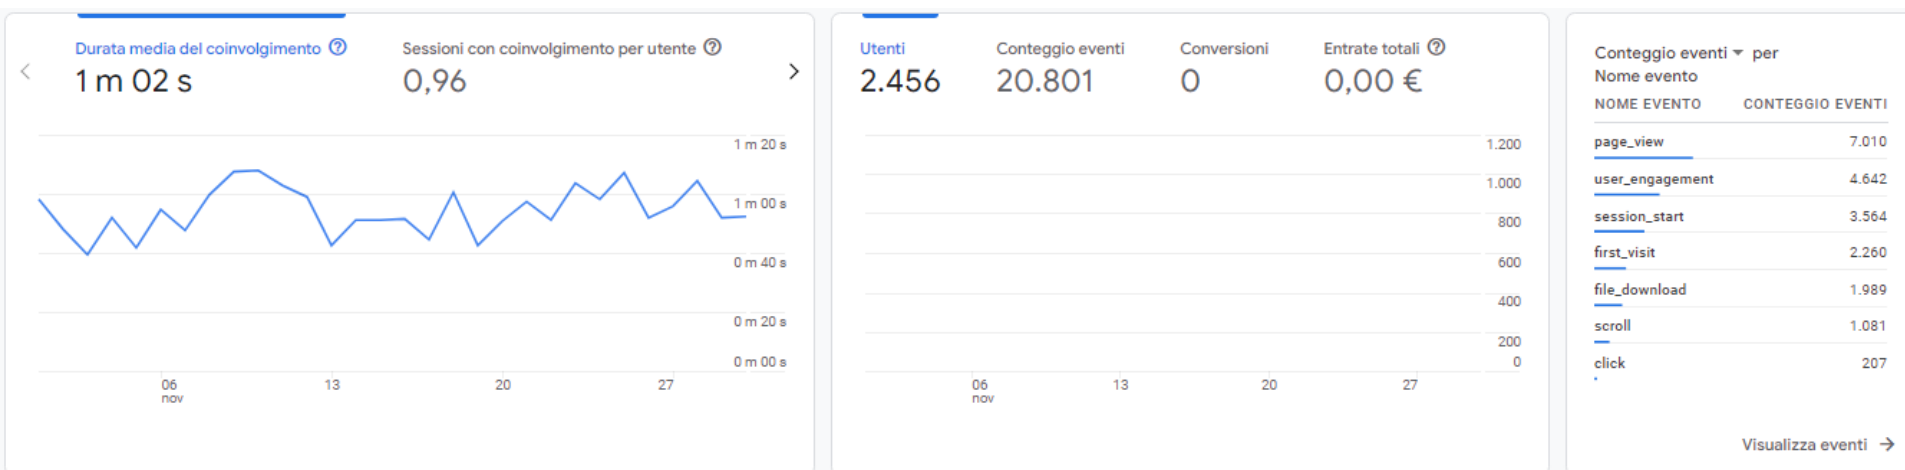 Durata media del coinvolgimento
1 m 02 s
Sessioni con coinvolgimento per utente
0,96
1 m 20 s
1 m 00 s
0 m 40 s
0 m 20 s
0 m 00 s
06
nov
13
20
27
Utenti
2.456
Conteggio eventi
20.801
Conversioni
0
Entrate totali
0,00 €
1.200
1.000
800
600
400
200
0
06
nov
13
20
27
Conteggio eventi per
Nome evento
NOME EVENTO CONTEGGIO EVENTI
page_view 7.010
user_engagement 4.642
session_start 3.564
first_visit 2.260
file_download 1.989
scroll 1.081
click 207
Visualizza eventi